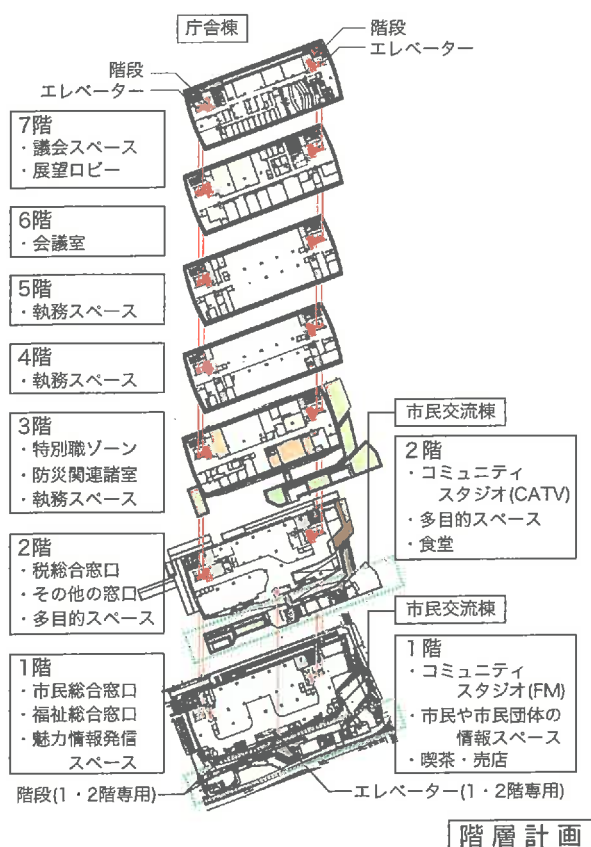 庁舎棟
階段
エレベーター
階段
エレベーター
7階
・議会スペース
・展望ロビー
6階
・会議室
5階
・執務スペース
4階
・執務スペース
3階
・特別職ゾーン
・防災関連諸室
・執務スペース
市民交流棟
2階
・コミュニティ
スタジオ(CATV)
・多目的スペース
・食堂
2階
・税総合窓口
・その他の窓口
・多目的スペース
市民交流棟
1階
・市民総合窓口
・福祉総合窓口
・魅力情報発信
スペース
1階
・コミュニティ
スタジオ(FM)
・市民や市民団体の
情報スペース
・喫茶・売店
階段(1・2階専用)
エレベーター(1・2階専用)
階層計画